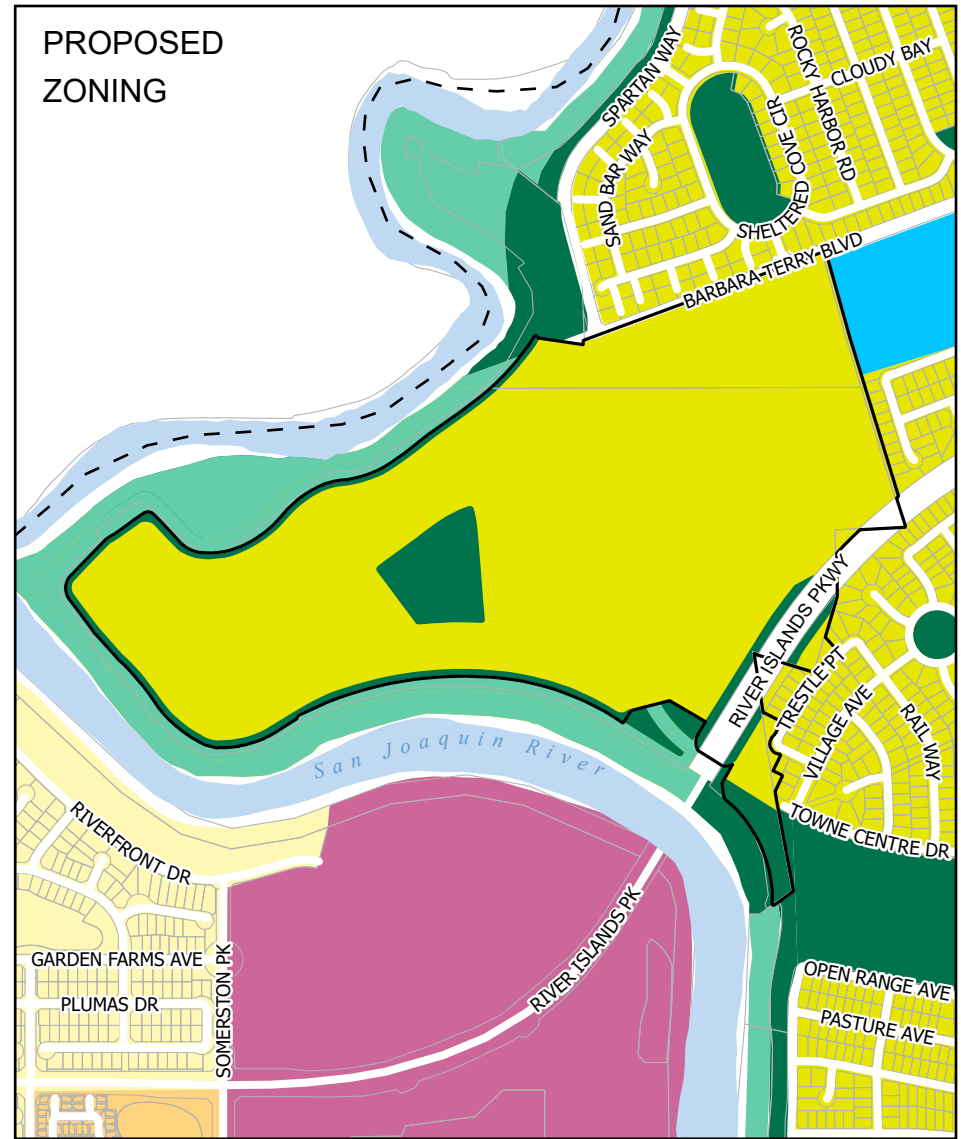 PROPOSED
ZONING
SPARTAN WAY
ROCKY HARBOR RD
CLOUDY BAY
SAND BAR WAY
SHELTERED COVE CIR
BARBARA TERRY BLVD
RIVER ISLANDS PKWY
TRESTLE PT
VILLAGE AVE
RAIL WAY
San Joaquin River
TOWNE CENTRE DR
RIVERFRONT DR
GARDEN FARMS AVE
PLUMAS DR
SOMERSTON PK
RIVER ISLANDS PK
OPEN RANGE AVE
PASTURE AVE